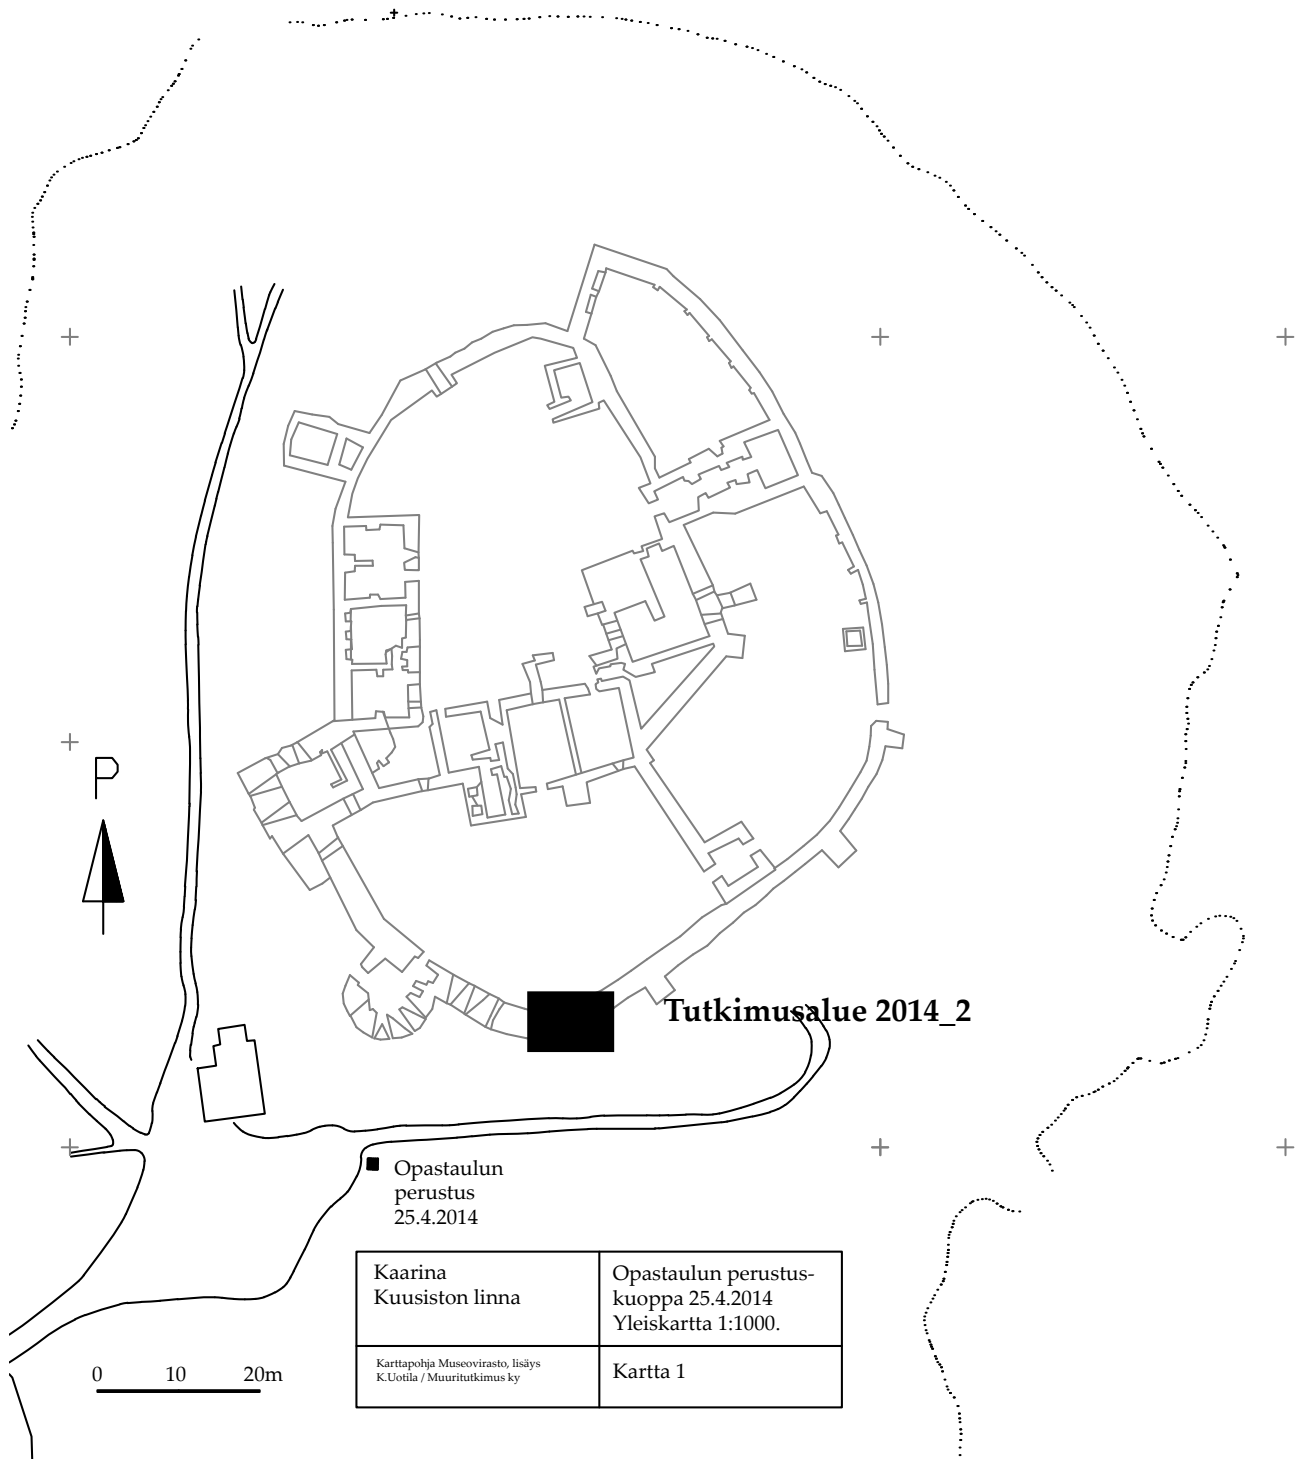 P
Tutkimusalue 2014_2
Opastaulun
perustus
25.4.2014
Kaarina
Kuusiston linna
Opastaulun perustus-
kuoppa 25.4.2014
Yleiskartta 1:1000.
Karttapohja Museovirasto, lisäys
K.Uotila / Muuritutkimus ky
Kartta 1
0 10 20m